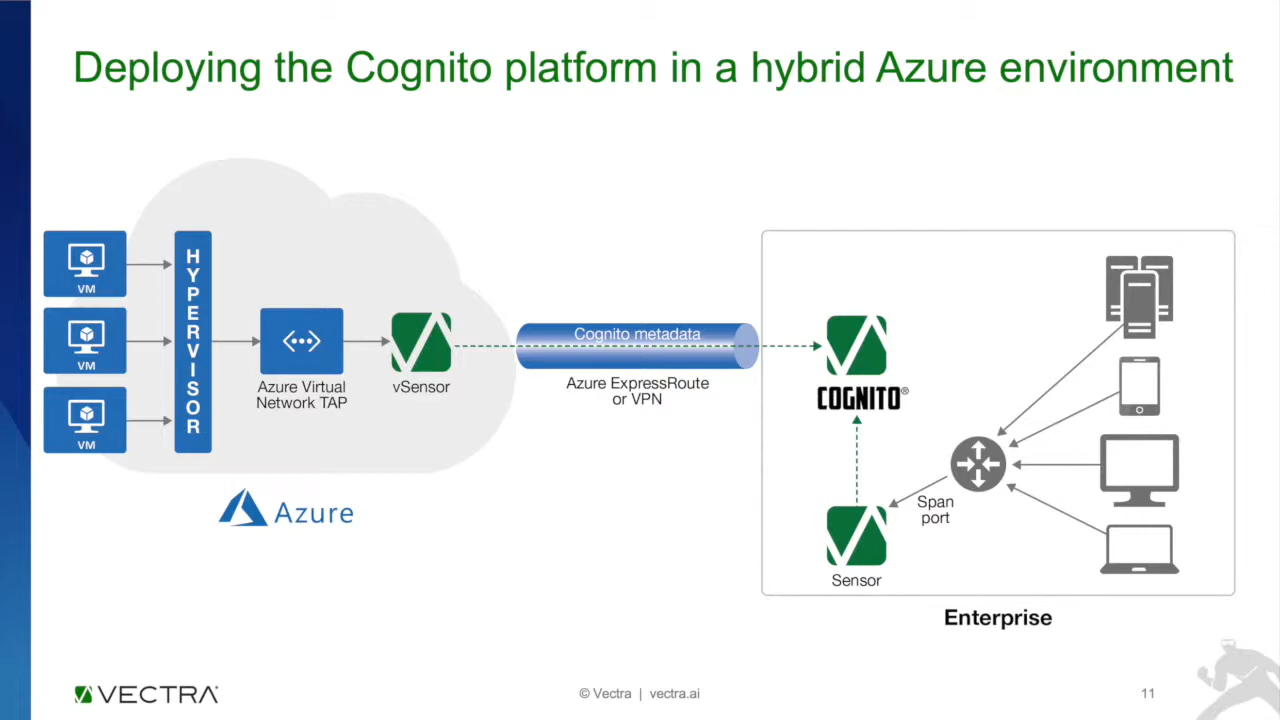 Deploying the Cognito platform in a hybrid Azure environment
VM
VM
VM
HYPERVISOR
Azure Virtual
Network TAP
vSensor
Azure
Cognito metadata
Azure ExpressRoute
or VPN
COGNITO®
Span
port
Sensor
Enterprise
VECTRA®
© Vectra | vectra.ai
11